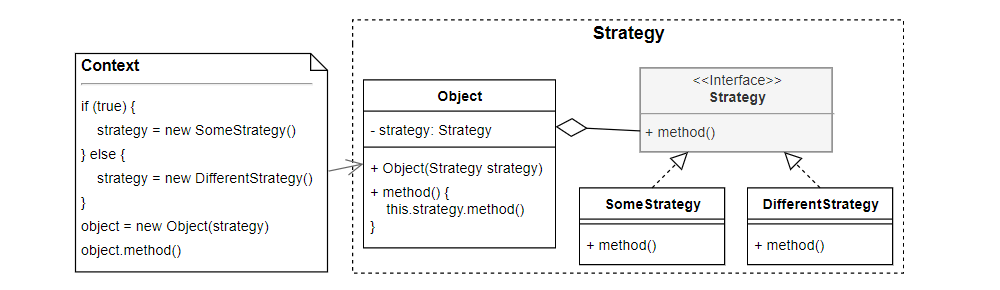 Strategy
Context
if (true) {
strategy = new SomeStrategy()
} else {
strategy = new DifferentStrategy()
}
object = new Object(strategy)
object.method()
Object
- strategy: Strategy
+ Object(Strategy strategy)
+ method() {
this.strategy.method()
}
<<Interface>>
Strategy
+ method()
SomeStrategy
+ method()
DifferentStrategy
+ method()